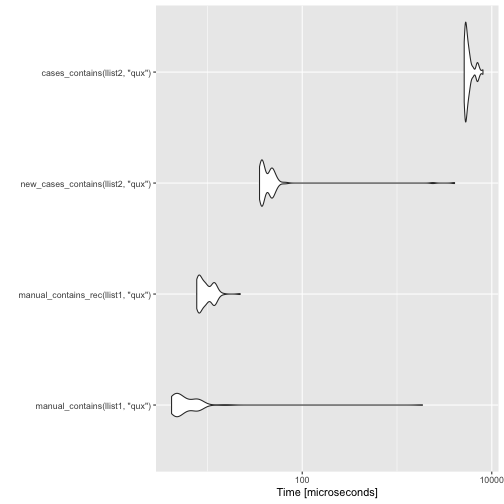 cases_contains(llist2, "qux")
new_cases_contains(llist2, "qux")
manual_contains_rec(llist1, "qux")
manual_contains(llist1, "qux")
100
10000
Time [microseconds]